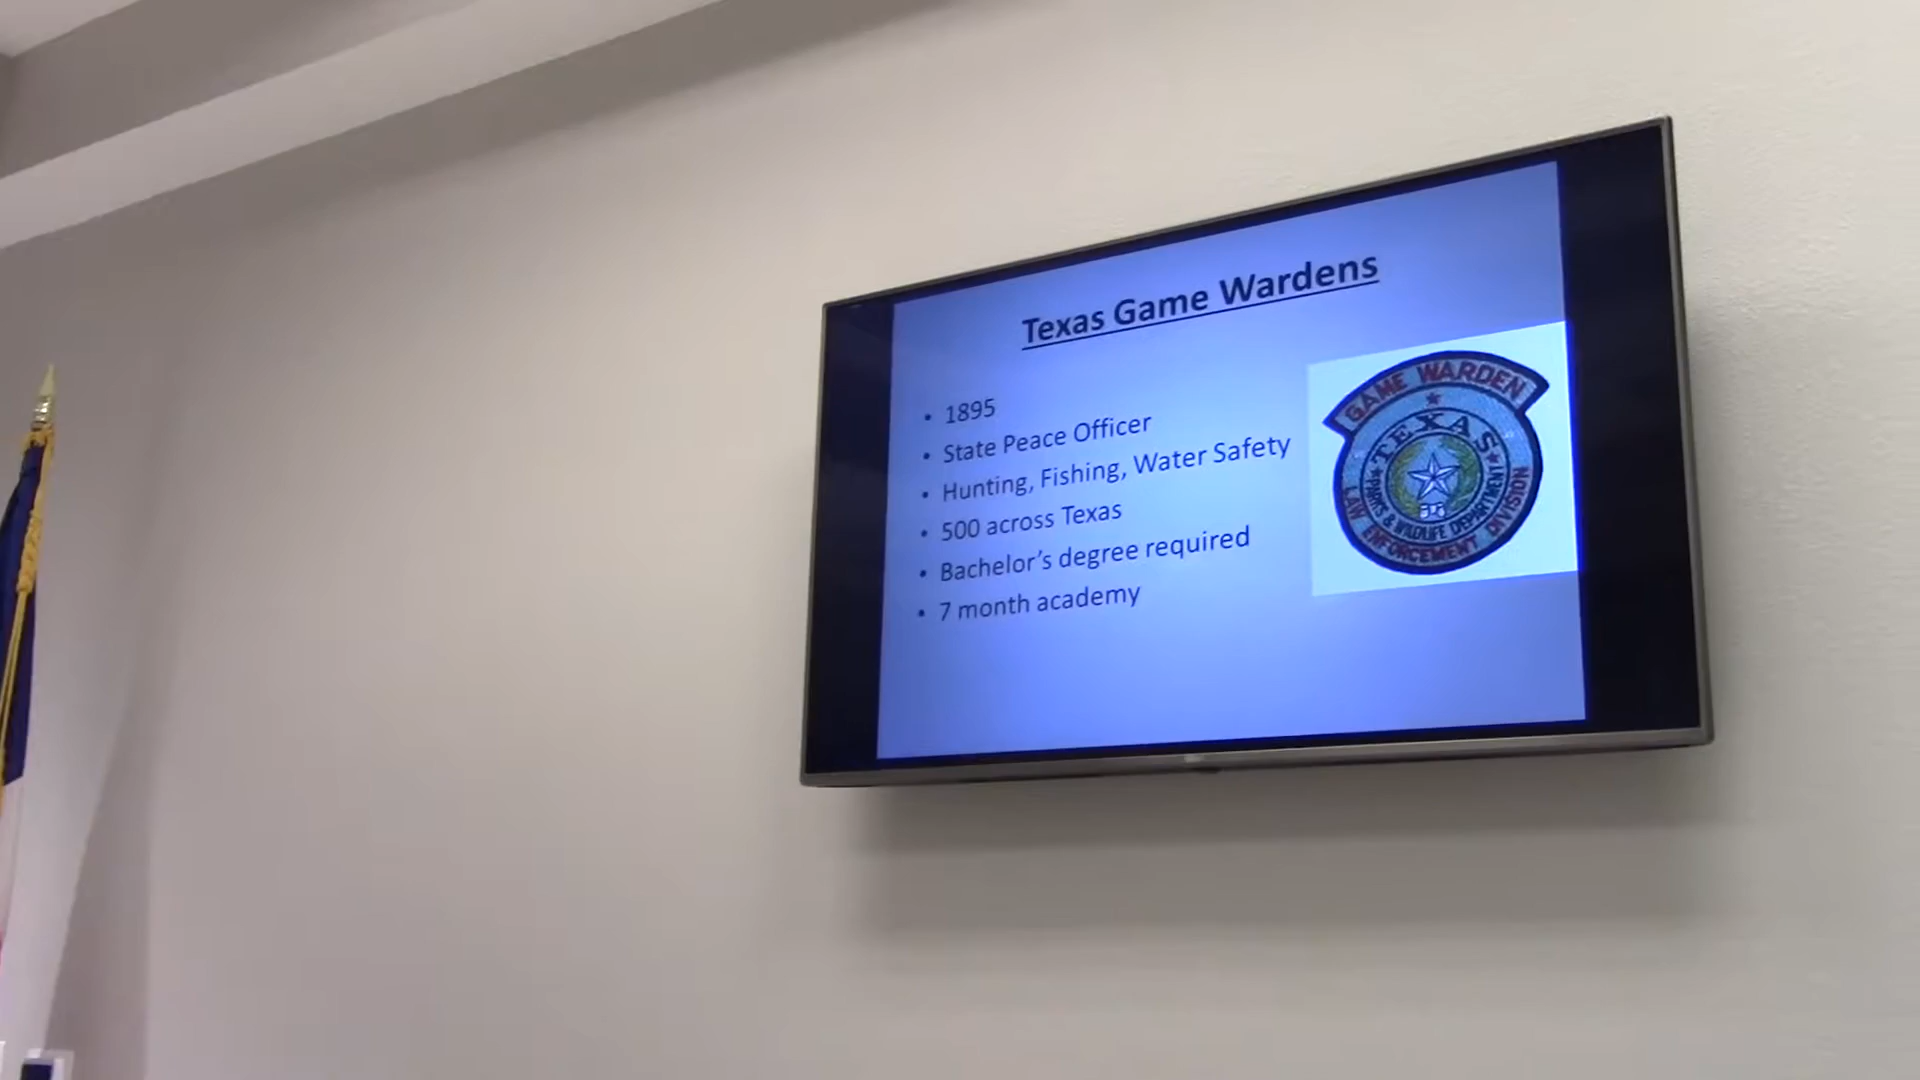 Texas Game Wardens
• 1895
• State Peace Officer
• Hunting, Fishing, Water Safety
• 500 across Texas
• Bachelor's degree required
• 7 month academy
GAME WARDEN
TEXAS
PARKS & WILDLIFE DEPARTMENT
LAW ENFORCEMENT DIVISION